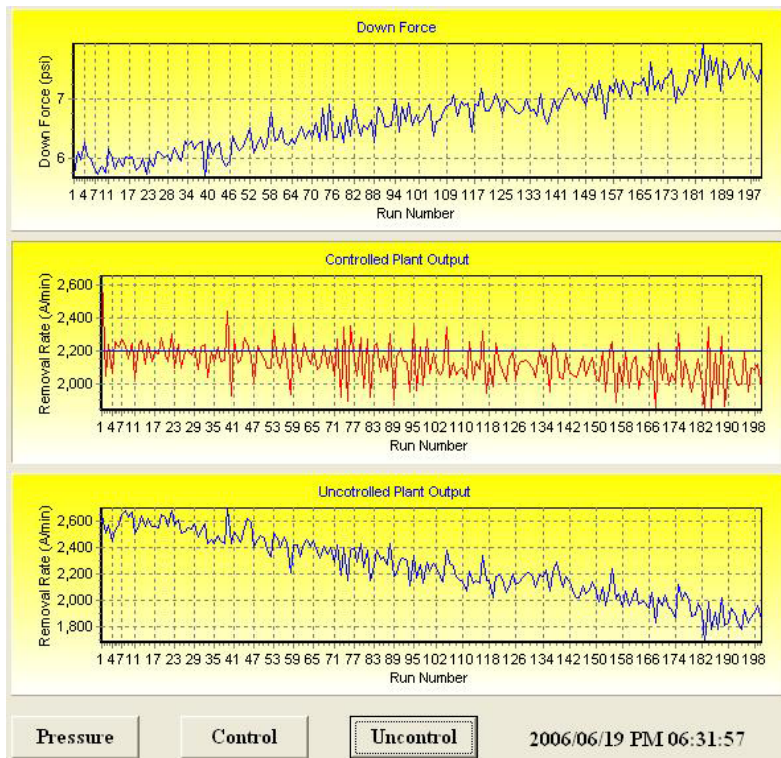 Down Force
Down Force (psi)
7
6
1 4 7 11 17 23 28 34 40 46 52 58 64 70 76 82 88 94 101 109 117 125 133 141 149 157 165 173 181 189 197
Run Number
Controlled Plant Output
Removal Rate (A/min)
2,600
2,400
2,200
2,000
1 4 7 11 17 23 29 35 41 47 53 59 65 71 77 83 89 95 102 110 118 126 134 142 150 158 166 174 182 190 198
Run Number
Uncotrolled Plant Output
Removal Rate (A/min)
2,600
2,400
2,200
2,000
1,800
1 4 7 11 17 23 29 35 41 47 53 59 65 71 77 83 89 95 102 110 118 126 134 142 150 158 166 174 182 190 198
Run Number
Pressure Control Uncontrol 2006/06/19 PM 06:31:57